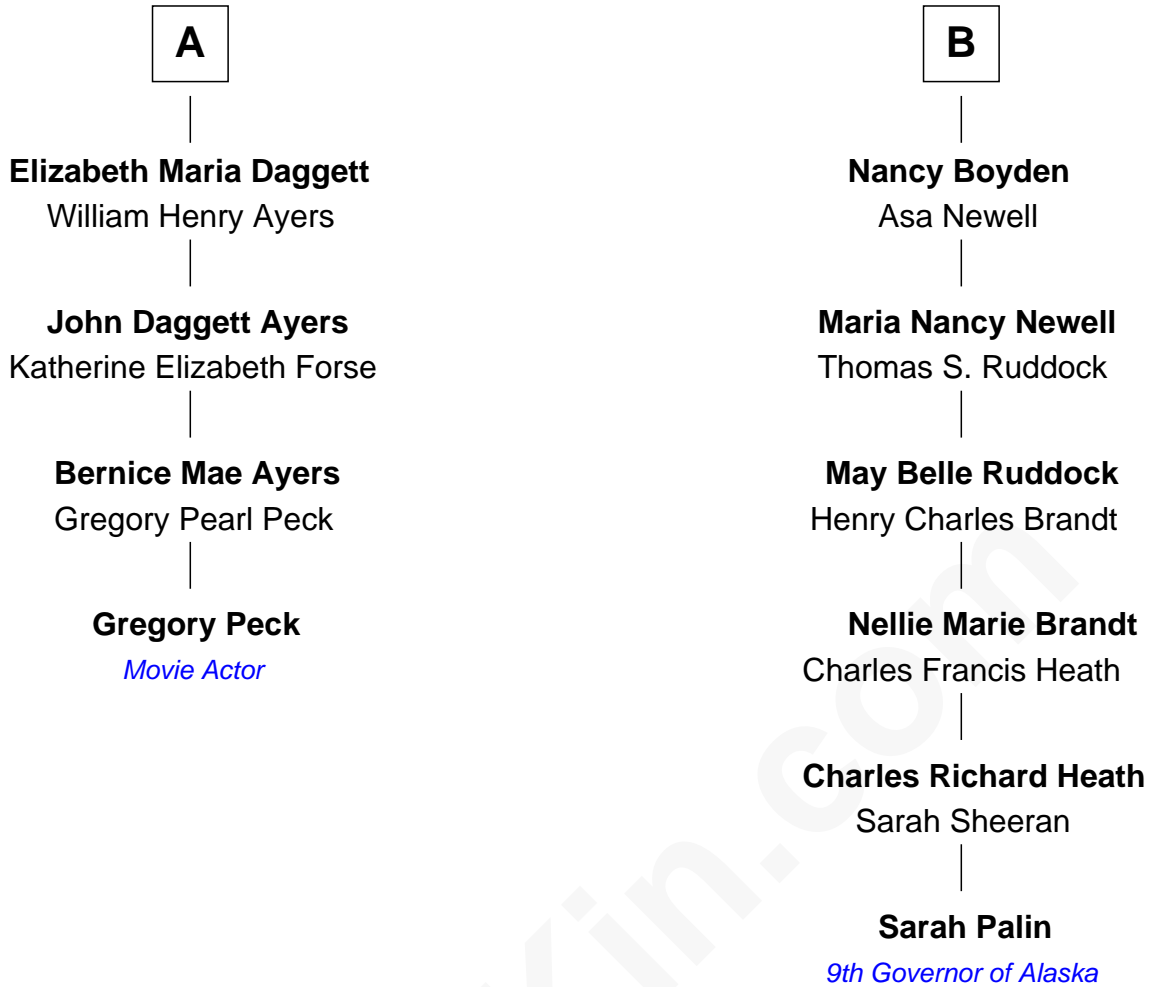 A
Elizabeth Maria Daggett
William Henry Ayers
John Daggett Ayers
Katherine Elizabeth Forse
Bernice Mae Ayers
Gregory Pearl Peck
Gregory Peck
Movie Actor
B
Nancy Boyden
Asa Newell
Maria Nancy Newell
Thomas S. Ruddock
May Belle Ruddock
Henry Charles Brandt
Nellie Marie Brandt
Charles Francis Heath
Charles Richard Heath
Sarah Sheeran
Sarah Palin
9th Governor of Alaska